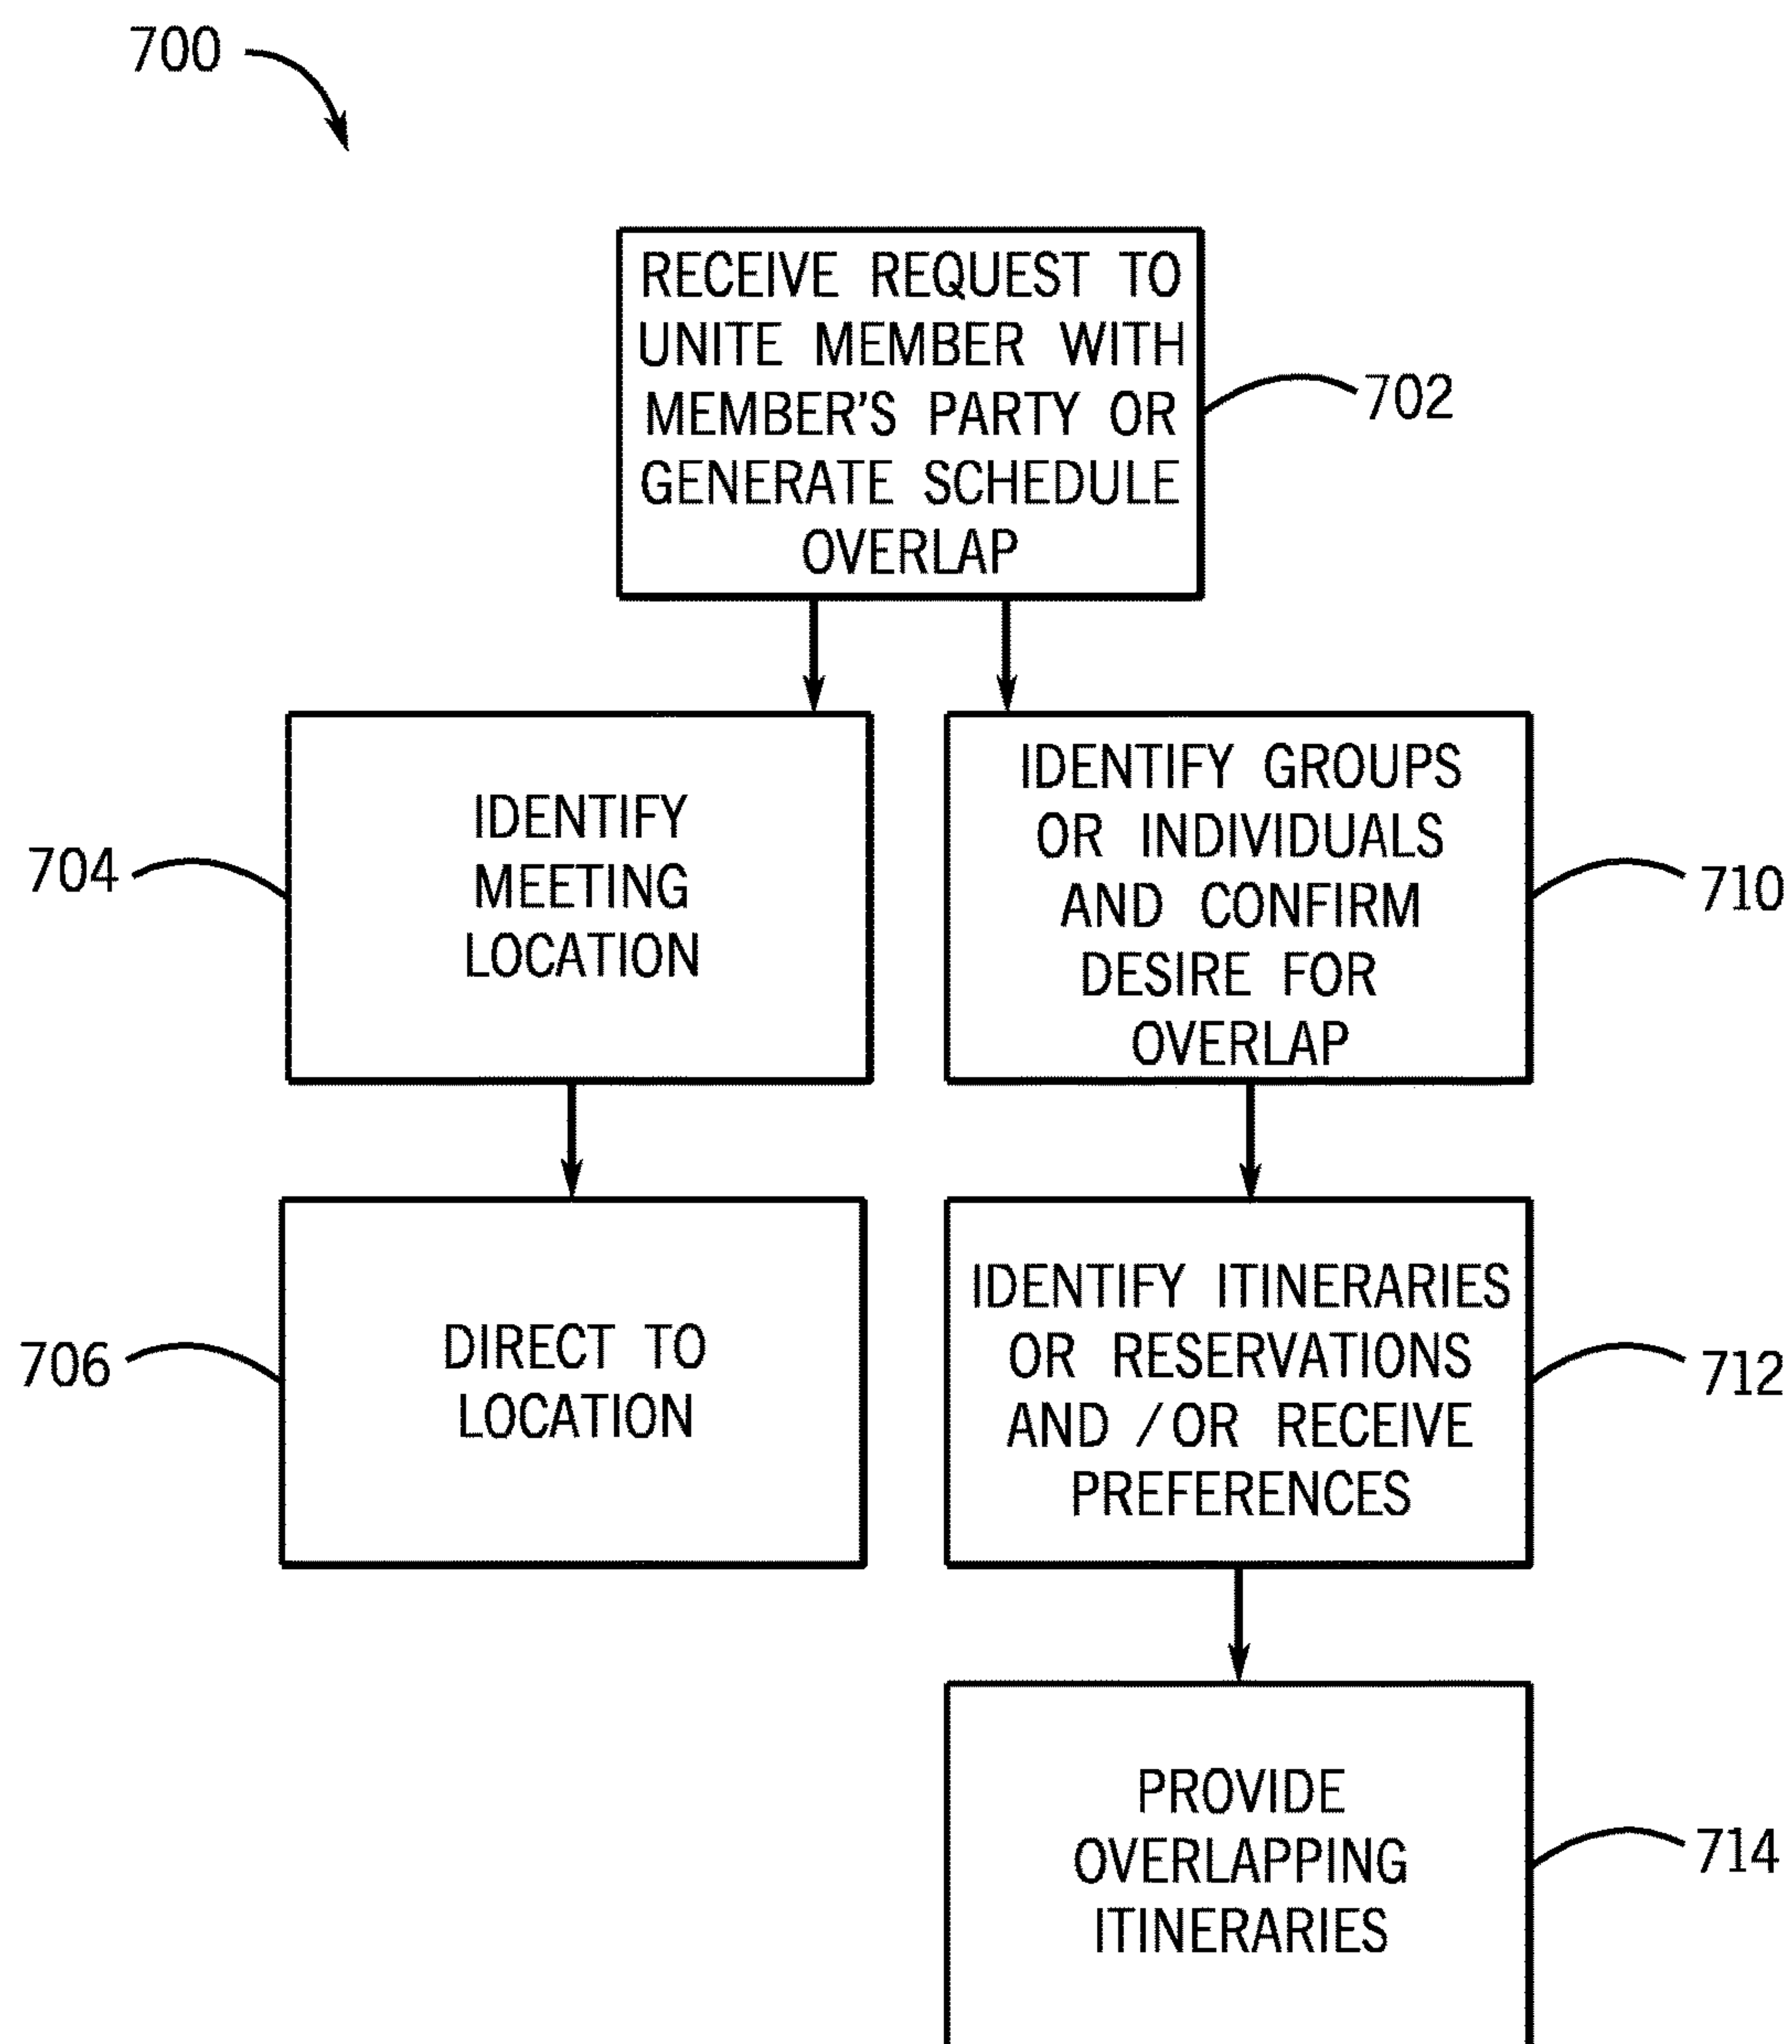 700
RECEIVE REQUEST TO
UNITE MEMBER WITH
MEMBER'S PARTY OR
GENERATE SCHEDULE
OVERLAP
702
IDENTIFY
MEETING
LOCATION
704
IDENTIFY GROUPS
OR INDIVIDUALS
AND CONFIRM
DESIRE FOR
OVERLAP
710
DIRECT TO
LOCATION
706
IDENTIFY ITINERARIES
OR RESERVATIONS
AND /OR RECEIVE
PREFERENCES
712
PROVIDE
OVERLAPPING
ITINERARIES
714